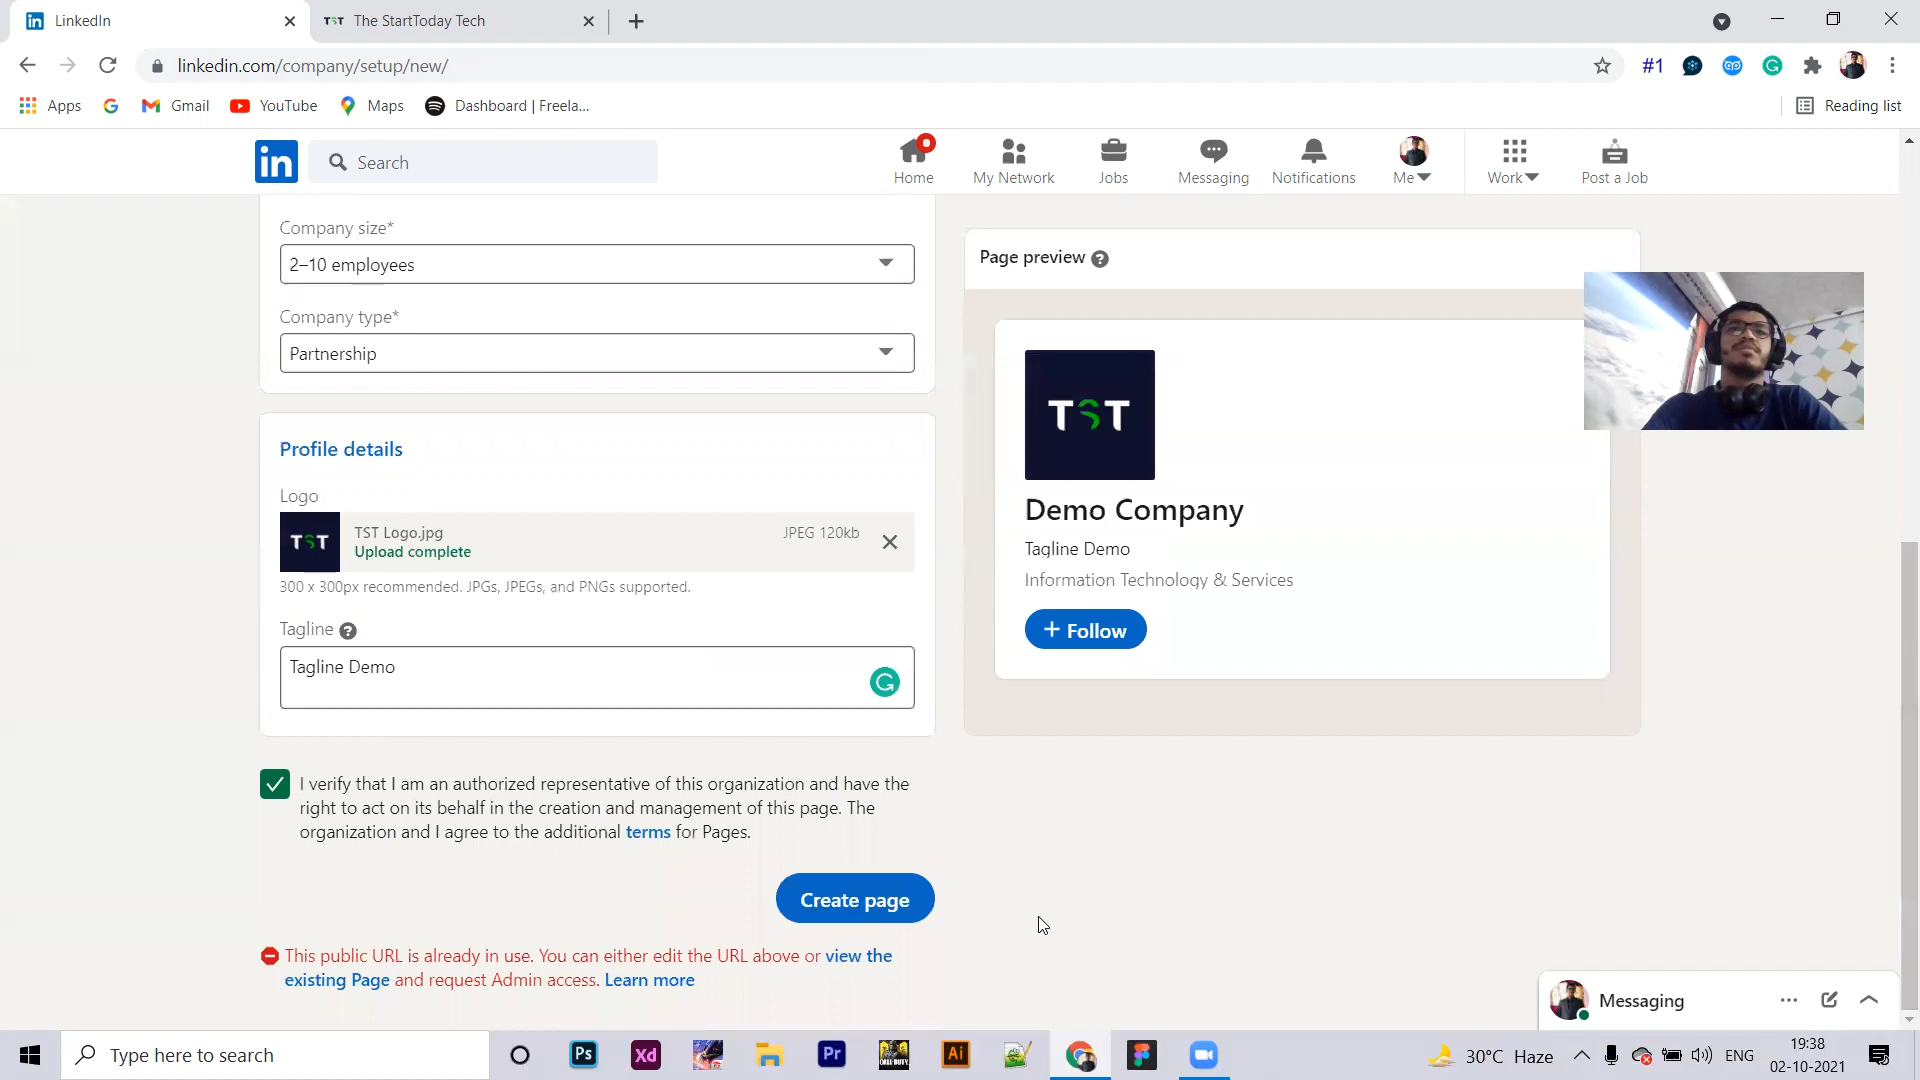 LinkedIn
TST The StartToday Tech
linkedin.com/company/setup/new/
#1
Apps
Gmail
YouTube
Maps
Dashboard | Freela...
Reading list
in
Search
Home
My Network
Jobs
Messaging
Notifications
Me
Work
Post a Job
Company size*
2–10 employees
Company type*
Partnership
Profile details
Logo
TST
TST Logo.jpg
JPEG 120kb
Upload complete
300 x 300px recommended. JPGs, JPEGs, and PNGs supported.
Tagline
Tagline Demo
I verify that I am an authorized representative of this organization and have the
right to act on its behalf in the creation and management of this page. The
organization and I agree to the additional terms for Pages.
Create page
This public URL is already in use. You can either edit the URL above or view the
existing Page and request Admin access. Learn more
Page preview
TST
Demo Company
Tagline Demo
Information Technology & Services
+ Follow
Messaging
Type here to search
Ps
Xd
Pr
CALL OF DUTY
Ai
30°C Haze
ENG
19:38
02-10-2021